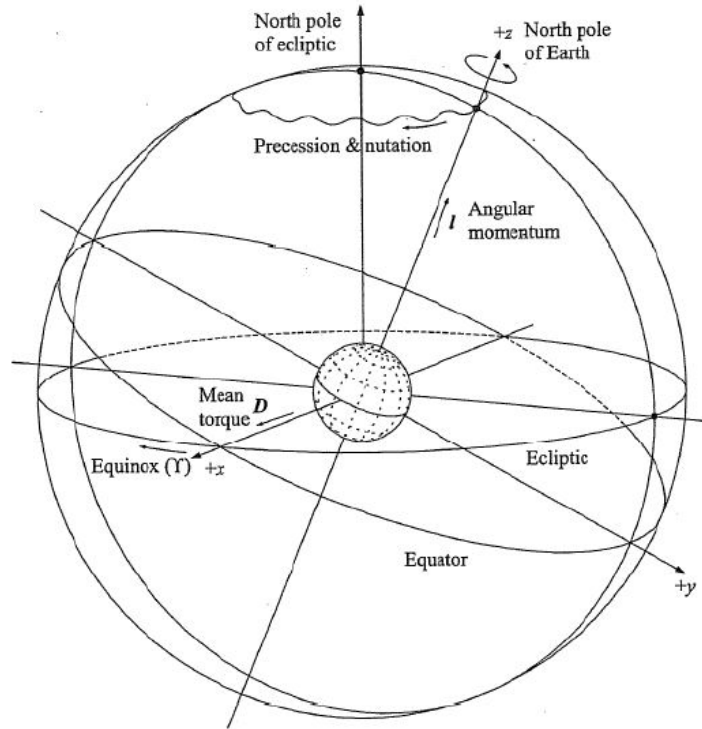 North pole
of ecliptic
+z North pole
of Earth
Precession & nutation
l Angular
momentum
Mean
torque D
Equinox (♈) +x
Ecliptic
Equator
+y